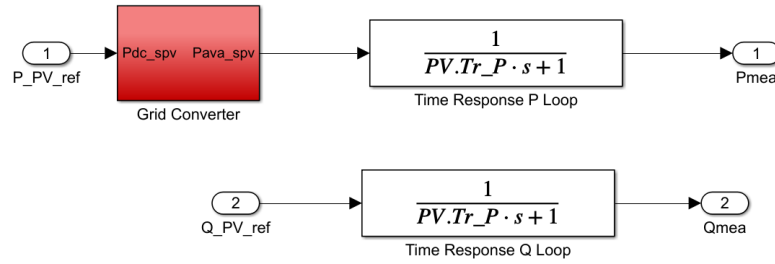 1
P_PV_ref
Pdc_spv Pava_spv
Grid Converter
1
PV.Tr_P · s + 1
Time Response P Loop
1
Pmea
2
Q_PV_ref
1
PV.Tr_P · s + 1
Time Response Q Loop
2
Qmea